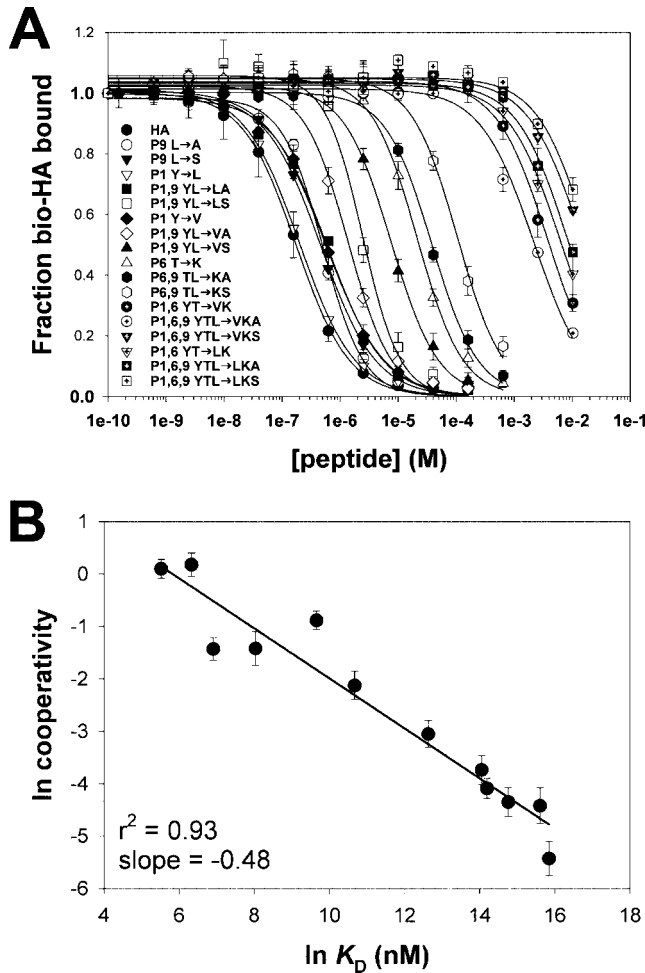 A
Fraction bio-HA bound
1.2
1.0
0.8
0.6
0.4
0.2
0.0
HA
P9 L→A
P9 L→S
P1 Y→L
P1,9 YL→LA
P1,9 YL→LS
P1 Y→V
P1,9 YL→VA
P1,9 YL→VS
P6 T→K
P6,9 TL→KA
P6,9 TL→KS
P1,6 YT→VK
P1,6,9 YTL→VKA
P1,6,9 YTL→VKS
P1,6 YT→LK
P1,6,9 YTL→LKA
P1,6,9 YTL→LKS
1e-10 1e-9 1e-8 1e-7 1e-6 1e-5 1e-4 1e-3 1e-2 1e-1
[peptide] (M)
B
ln cooperativity
1
0
-1
-2
-3
-4
-5
-6
r² = 0.93
slope = -0.48
4 6 8 10 12 14 16 18
ln K_D (nM)